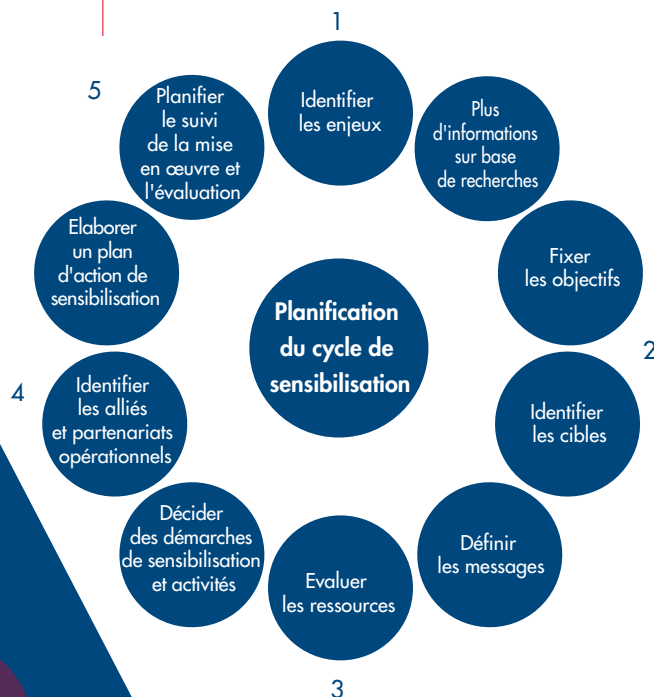 1
Identifier
les enjeux
Plus
d'informations
sur base
de recherches
Fixer
les objectifs
2
Identifier
les cibles
Définir
les messages
Evaluer
les ressources
3
Décider
des démarches
de sensibilisation
et activités
Identifier
les alliés
et partenariats
opérationnels
4
Elaborer
un plan
d'action de
sensibilisation
5
Planifier
le suivi
de la mise
en œuvre et
l'évaluation
Planification
du cycle de
sensibilisation